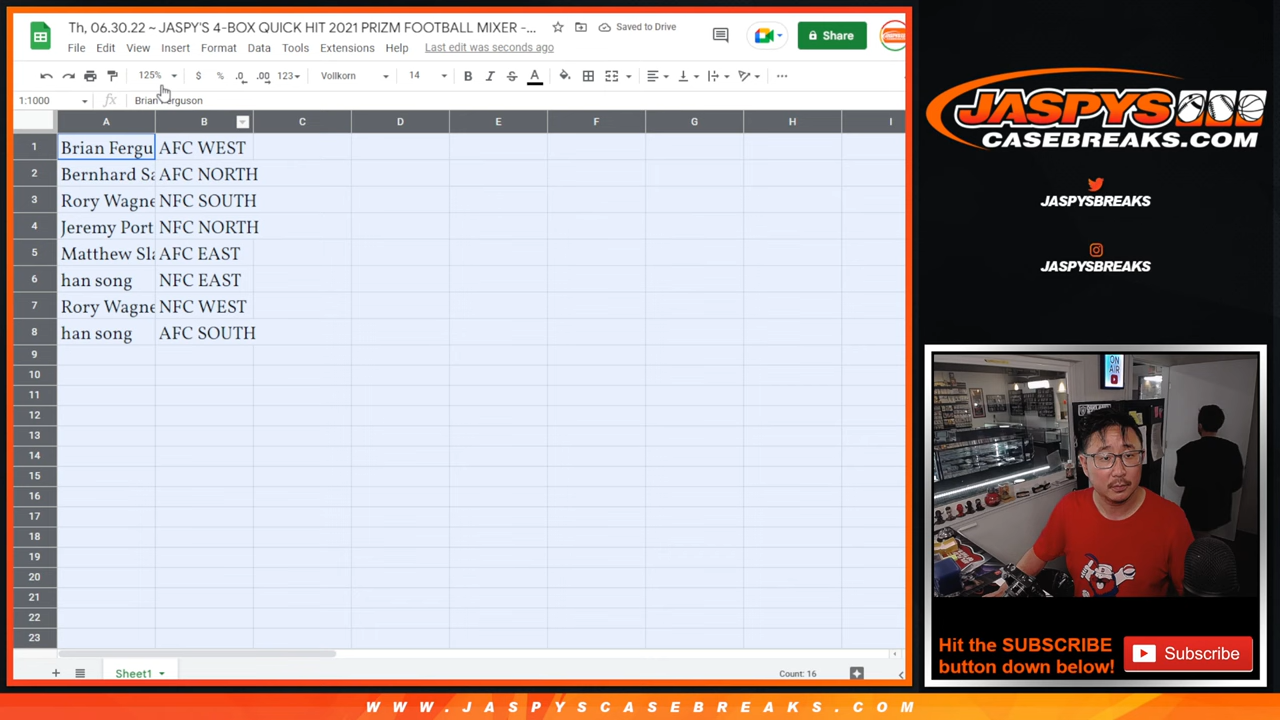 Th, 06.30.22 ~ JASPY'S 4-BOX QUICK HIT 2021 PRIZM FOOTBALL MIXER -...
Saved to Drive
Share
File Edit View Insert Format Data Tools Extensions Help Last edit was seconds ago
125% $ % .0 .00 123 Vollkorn 14 B I S A
1:1000 fx Brian Ferguson
A B C D E F G H I
1 Brian Fergu AFC WEST
2 Bernhard Sa AFC NORTH
3 Rory Wagne NFC SOUTH
4 Jeremy Port NFC NORTH
5 Matthew Sla AFC EAST
6 han song NFC EAST
7 Rory Wagne NFC WEST
8 han song AFC SOUTH
9
10
11
12
13
14
15
16
17
18
19
20
21
22
23
Sheet1
Count: 16
JASPYS
CASEBREAKS.COM
JASPYSBREAKS
JASPYSBREAKS
ON
AIR
Hit the SUBSCRIBE
button down below!
Subscribe
WWW.JASPYSCASEBREAKS.COM